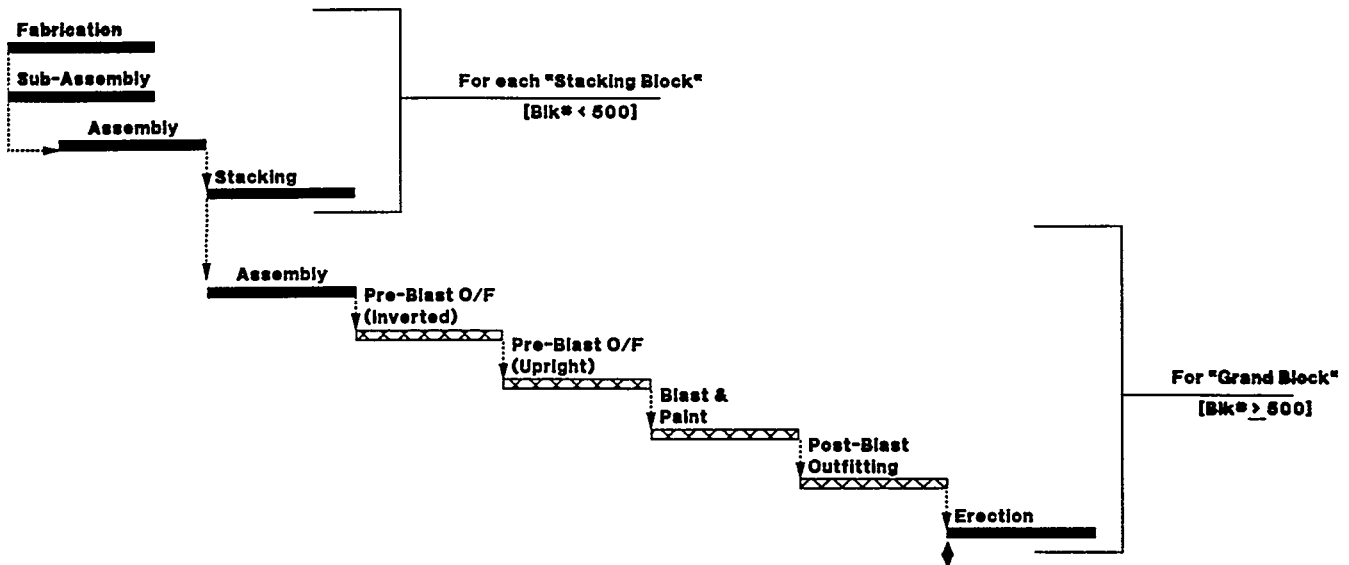 Fabrication
Sub-Assembly
Assembly
Stacking
For each "Stacking Block"
[Blk# < 500]
Assembly
Pre-Blast O/F
(Inverted)
Pre-Blast O/F
(Upright)
Blast &
Paint
Post-Blast
Outfitting
Erection
For "Grand Block"
[Blk# ≥ 500]